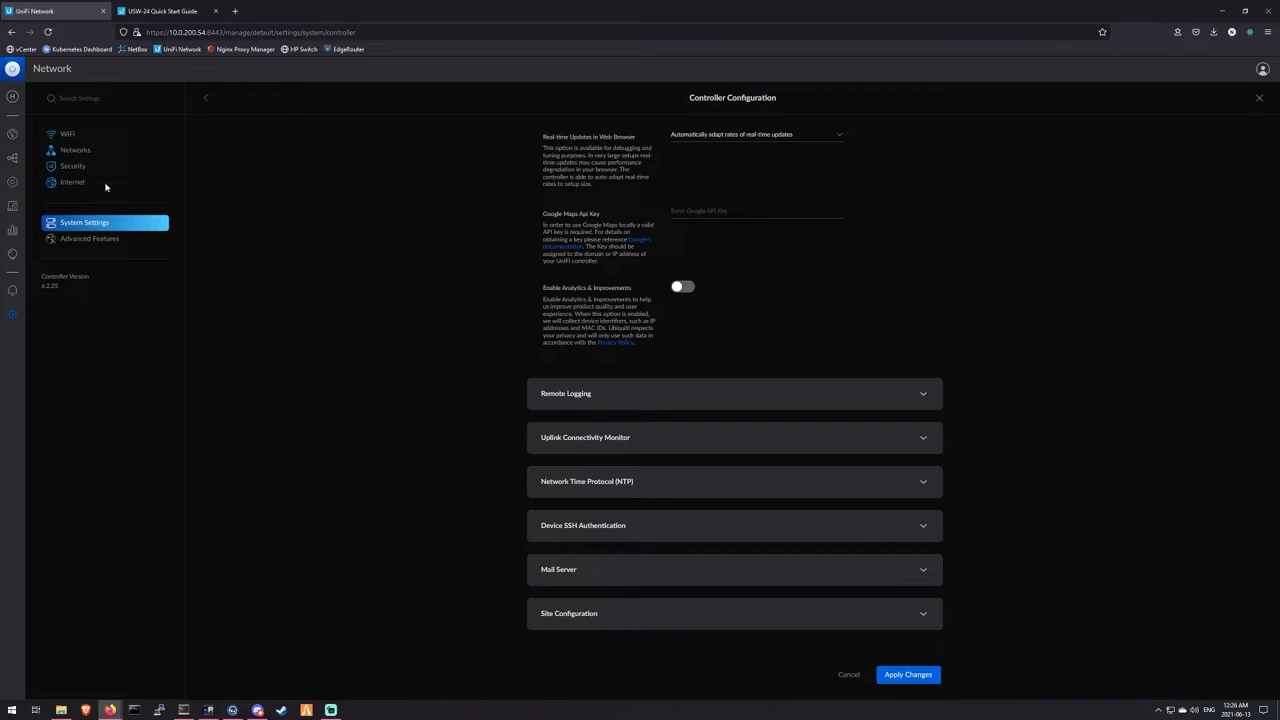 UniFi Network
USW-24 Quick Start Guide
https://10.0.200.54:8443/manage/default/settings/system/controller
vCenter
Kubernetes Dashboard
NetBox
UniFi Network
Nginx Proxy Manager
HP Switch
EdgeRouter
Network
Search Settings
Controller Configuration
WiFi
Networks
Security
Internet
System Settings
Advanced Features
Controller Version
6.2.25
Real-time Updates in Web Browser
This option is available for debugging and
tuning purposes. In very large setups real-
time updates may cause performance
degradation in your browser. The
controller is able to auto-adapt real-time
rates to setup size.
Automatically adapt rates of real-time updates
Google Maps Api Key
In order to use Google Maps locally a valid
API key is required. For details on
obtaining a key please reference Google's
documentation. The Key should be
assigned to the domain or IP address of
your UniFi controller.
Enter Google API Key
Enable Analytics & Improvements
Enable Analytics & Improvements to help
us improve product quality and user
experience. When this option is enabled,
we will collect device identifiers, such as IP
addresses and MAC IDs. Ubiquiti respects
your privacy and will only use such data in
accordance with the Privacy Policy.
Remote Logging
Uplink Connectivity Monitor
Network Time Protocol (NTP)
Device SSH Authentication
Mail Server
Site Configuration
Cancel
Apply Changes
ENG
12:26 AM
2021-06-13